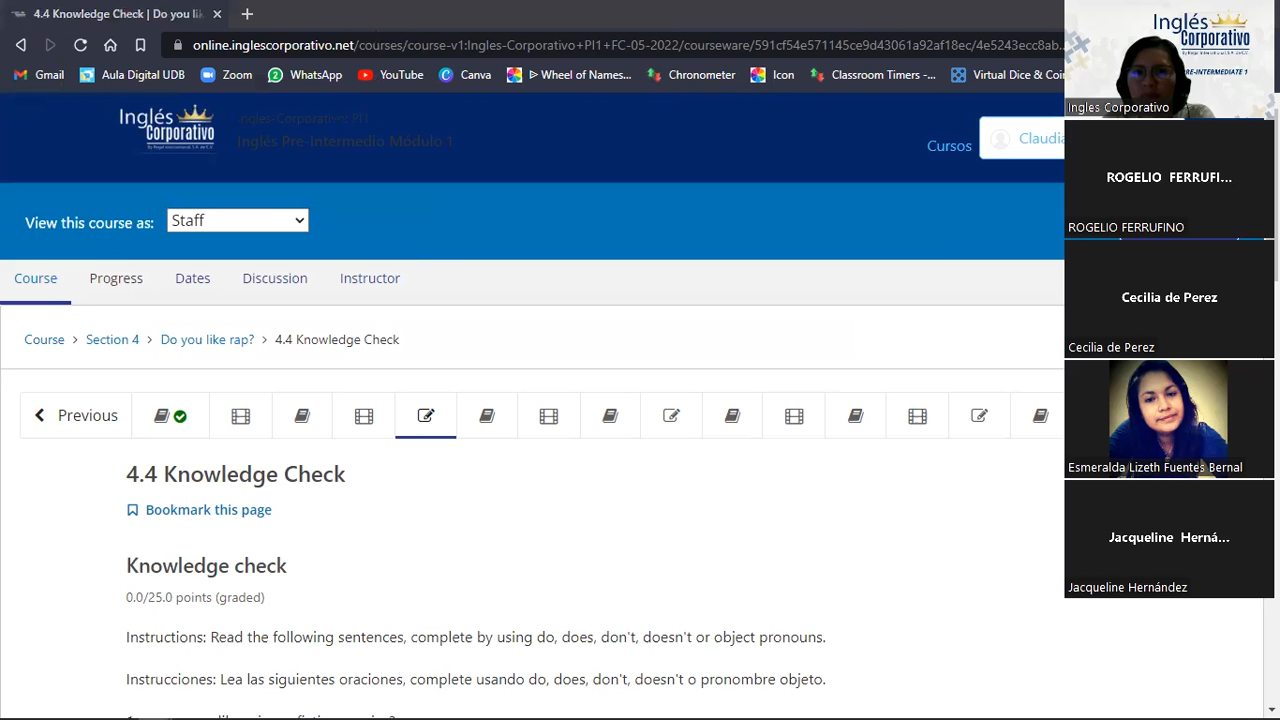 4.4 Knowledge Check | Do you lik
online.inglescorporativo.net/courses/course-v1:Ingles-Corporativo+PI1+FC-05-2022/courseware/591cf54e571145ce9d43061
Gmail
Aula Digital UDB
Zoom
WhatsApp
YouTube
▷ Wheel of Names...
Chronometer
Exon
Classroom Timers
Virtual Dice & Coin
Inglés
Corporativo
Ingles-Corporativo: PI1
Inglés Pre-Intermedio Módulo 1
Cursos
Claudia
View this course as:
Staff
Course
Progress
Dates
Discussion
Instructor
Course > Section 4 > Do you like rap? > 4.4 Knowledge Check
Previous
4.4 Knowledge Check
Bookmark this page
Knowledge check
0.0/25.0 points (graded)
Instructions: Read the following sentences, complete by using do, does, don't, doesn't or object pronouns.
Instrucciones: Lea las siguientes oraciones, complete usando do, does, don't, doesn't o pronombre objeto.
Inglés
Corporativo
PRE-INTERMEDIATE 1
Ingles Corporativo
ROGELIO FERRUFI...
ROGELIO FERRUFINO
Cecilia de Perez
Cecilia de Perez
Esmeralda Lizeth Fuentes Bernal
Jacqueline Herná...
Jacqueline Hernández